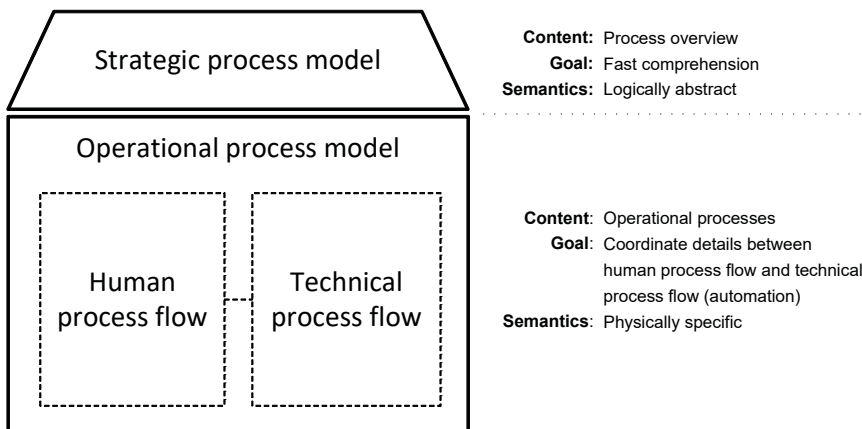 Strategic process model
Content: Process overview
Goal: Fast comprehension
Semantics: Logically abstract
Operational process model
Human
process flow
Technical
process flow
Content: Operational processes
Goal: Coordinate details between
human process flow and technical
process flow (automation)
Semantics: Physically specific